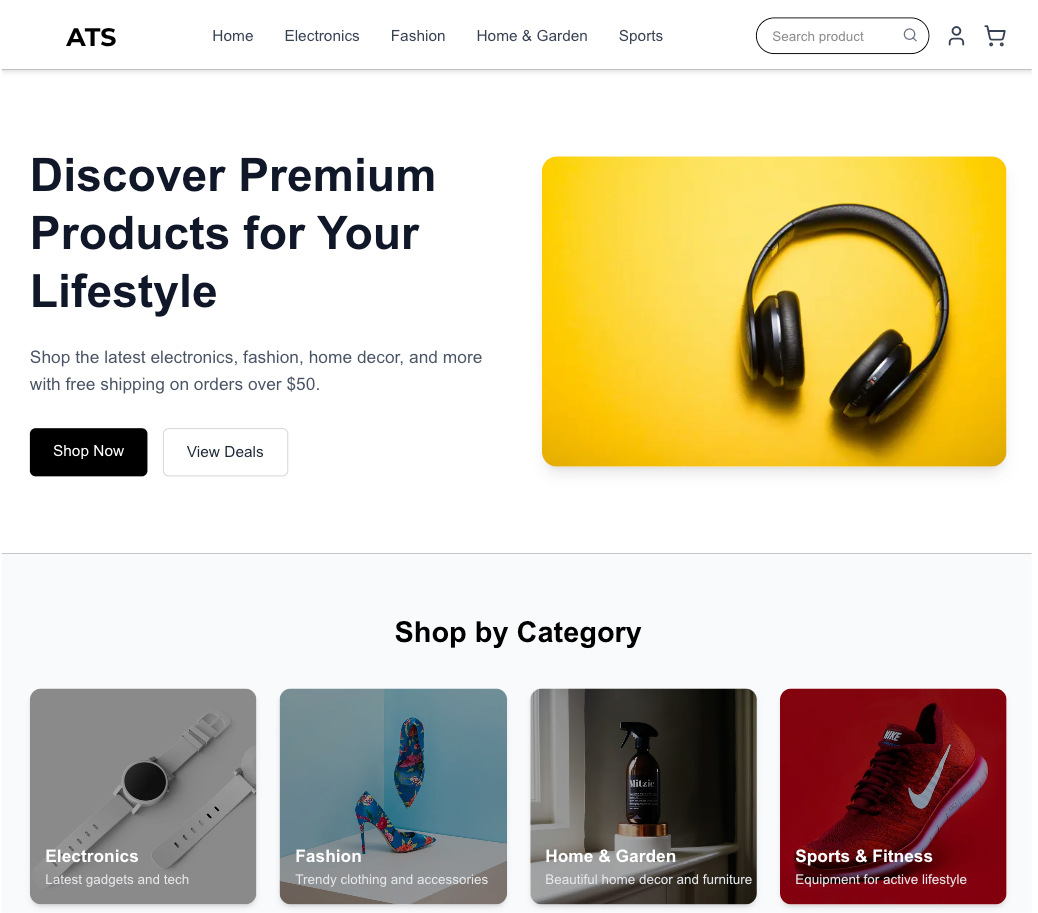 ATS
Home Electronics Fashion Home & Garden Sports
Search product
Discover Premium
Products for Your
Lifestyle
Shop the latest electronics, fashion, home decor, and more
with free shipping on orders over $50.
Shop Now View Deals
Shop by Category
NIKE
Mitzie
Electronics
Latest gadgets and tech
Fashion
Trendy clothing and accessories
Home & Garden
Beautiful home decor and furniture
Sports & Fitness
Equipment for active lifestyle